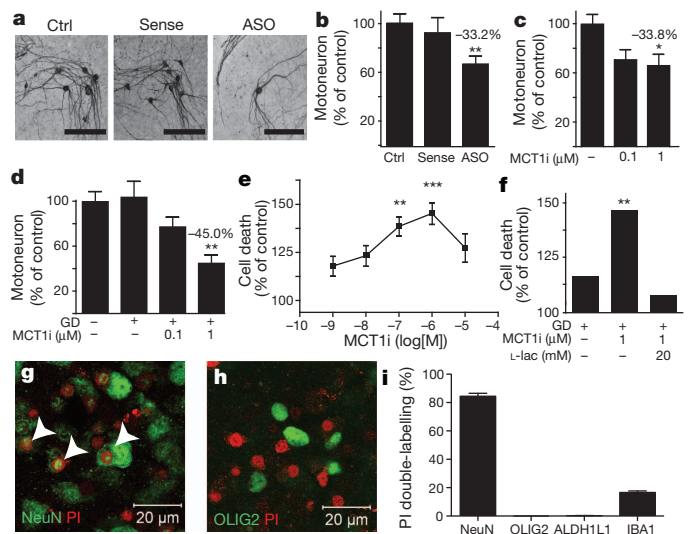 a
Ctrl Sense ASO
b
Motoneuron
(% of control)
100
60
20
−33.2%
**
Ctrl Sense ASO
c
Motoneuron
(% of control)
100
60
20
−33.8%
*
MCT1i (μM) – 0.1 1
d
Motoneuron
(% of control)
100
60
20
−45.0%
**
GD – + + +
MCT1i (μM) – – 0.1 1
e
Cell death
(% of control)
150
125
100
** ***
−10 −9 −8 −7 −6 −5 −4
MCT1i (log[M])
f
Cell death
(% of control)
150
125
100
**
GD + + +
MCT1i (μM) – 1 1
L-lac (mM) – – 20
g
NeuN PI
20 μm
h
OLIG2 PI
20 μm
i
PI double-labelling (%)
80
60
40
20
0
NeuN OLIG2 ALDH1L1 IBA1